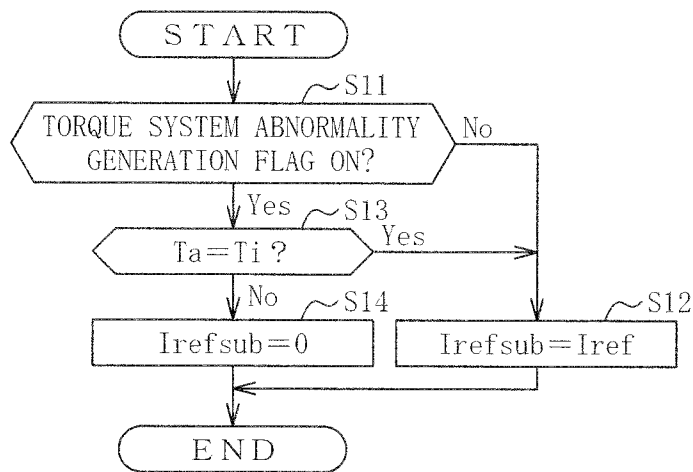 START
S11
TORQUE SYSTEM ABNORMALITY
GENERATION FLAG ON?
No
Yes
S13
Ta=Ti?
Yes
No
S14
Irefsub=0
S12
Irefsub=Iref
END